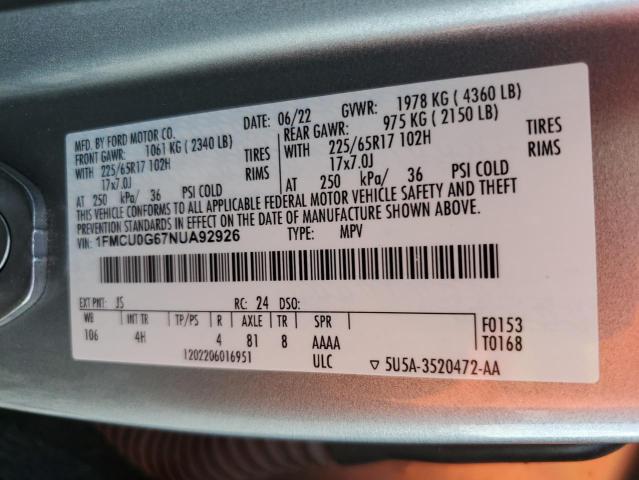 MFD. BY FORD MOTOR CO.
DATE: 06/22 GVWR: 1978 KG ( 4360 LB)
FRONT GAWR: 1061 KG ( 2340 LB)
REAR GAWR: 975 KG ( 2150 LB)
WITH 225/65R17 102H TIRES
WITH 225/65R17 102H TIRES
17x7.0J RIMS
17x7.0J RIMS
AT 250 kPa/ 36 PSI COLD
AT 250 kPa/ 36 PSI COLD
THIS VEHICLE CONFORMS TO ALL APPLICABLE FEDERAL MOTOR VEHICLE SAFETY AND THEFT
PREVENTION STANDARDS IN EFFECT ON THE DATE OF MANUFACTURE SHOWN ABOVE.
1FMCU0G67NUA92926 TYPE: MPV
EXT PNT: JS RC: 24 DSO:
WB INT TR TP/PS R AXLE TR SPR F0153
106 4H 4 81 8 AAAA T0168
1202206016951 ULC ▽ 5U5A-3520472-AA